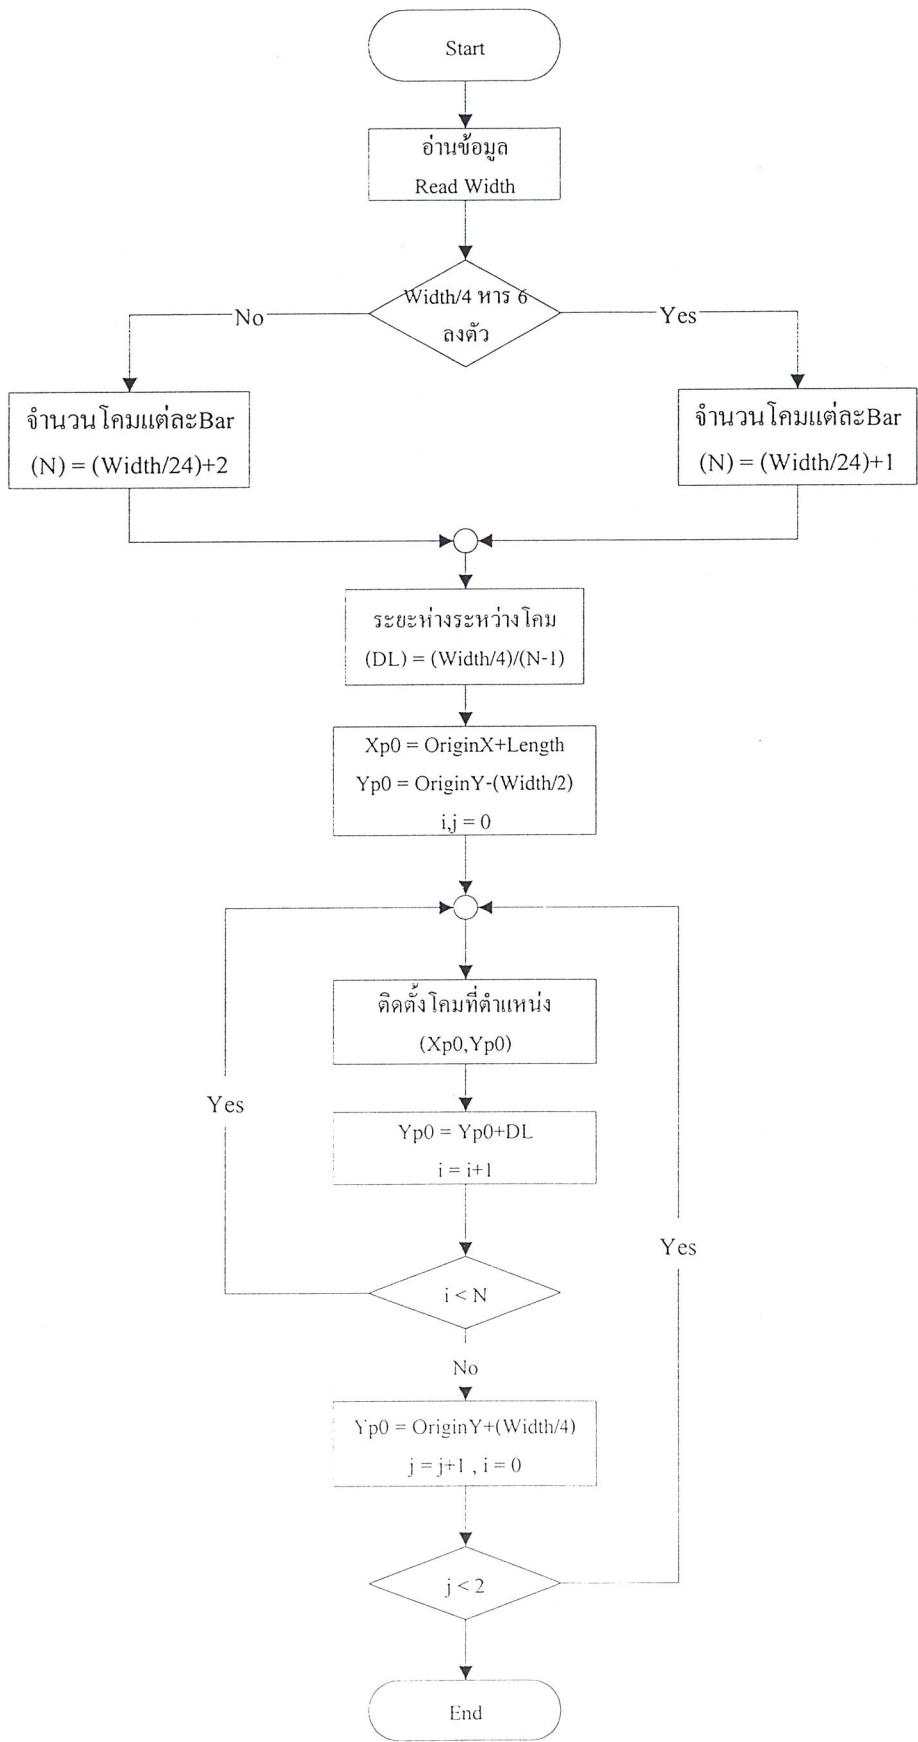 Start
อ่านข้อมูล
Read Width
Width/4 หาร 6
ลงตัว
No
Yes
จำนวนโคมแต่ละBar
(N) = (Width/24)+2
จำนวนโคมแต่ละBar
(N) = (Width/24)+1
ระยะห่างระหว่างโคม
(DL) = (Width/4)/(N-1)
Xp0 = OriginX+Length
Yp0 = OriginY-(Width/2)
i,j = 0
ติดตั้งโคมที่ตำแหน่ง
(Xp0,Yp0)
Yes
Yp0 = Yp0+DL
i = i+1
Yes
i < N
No
Yp0 = OriginY+(Width/4)
j = j+1 , i = 0
j < 2
End